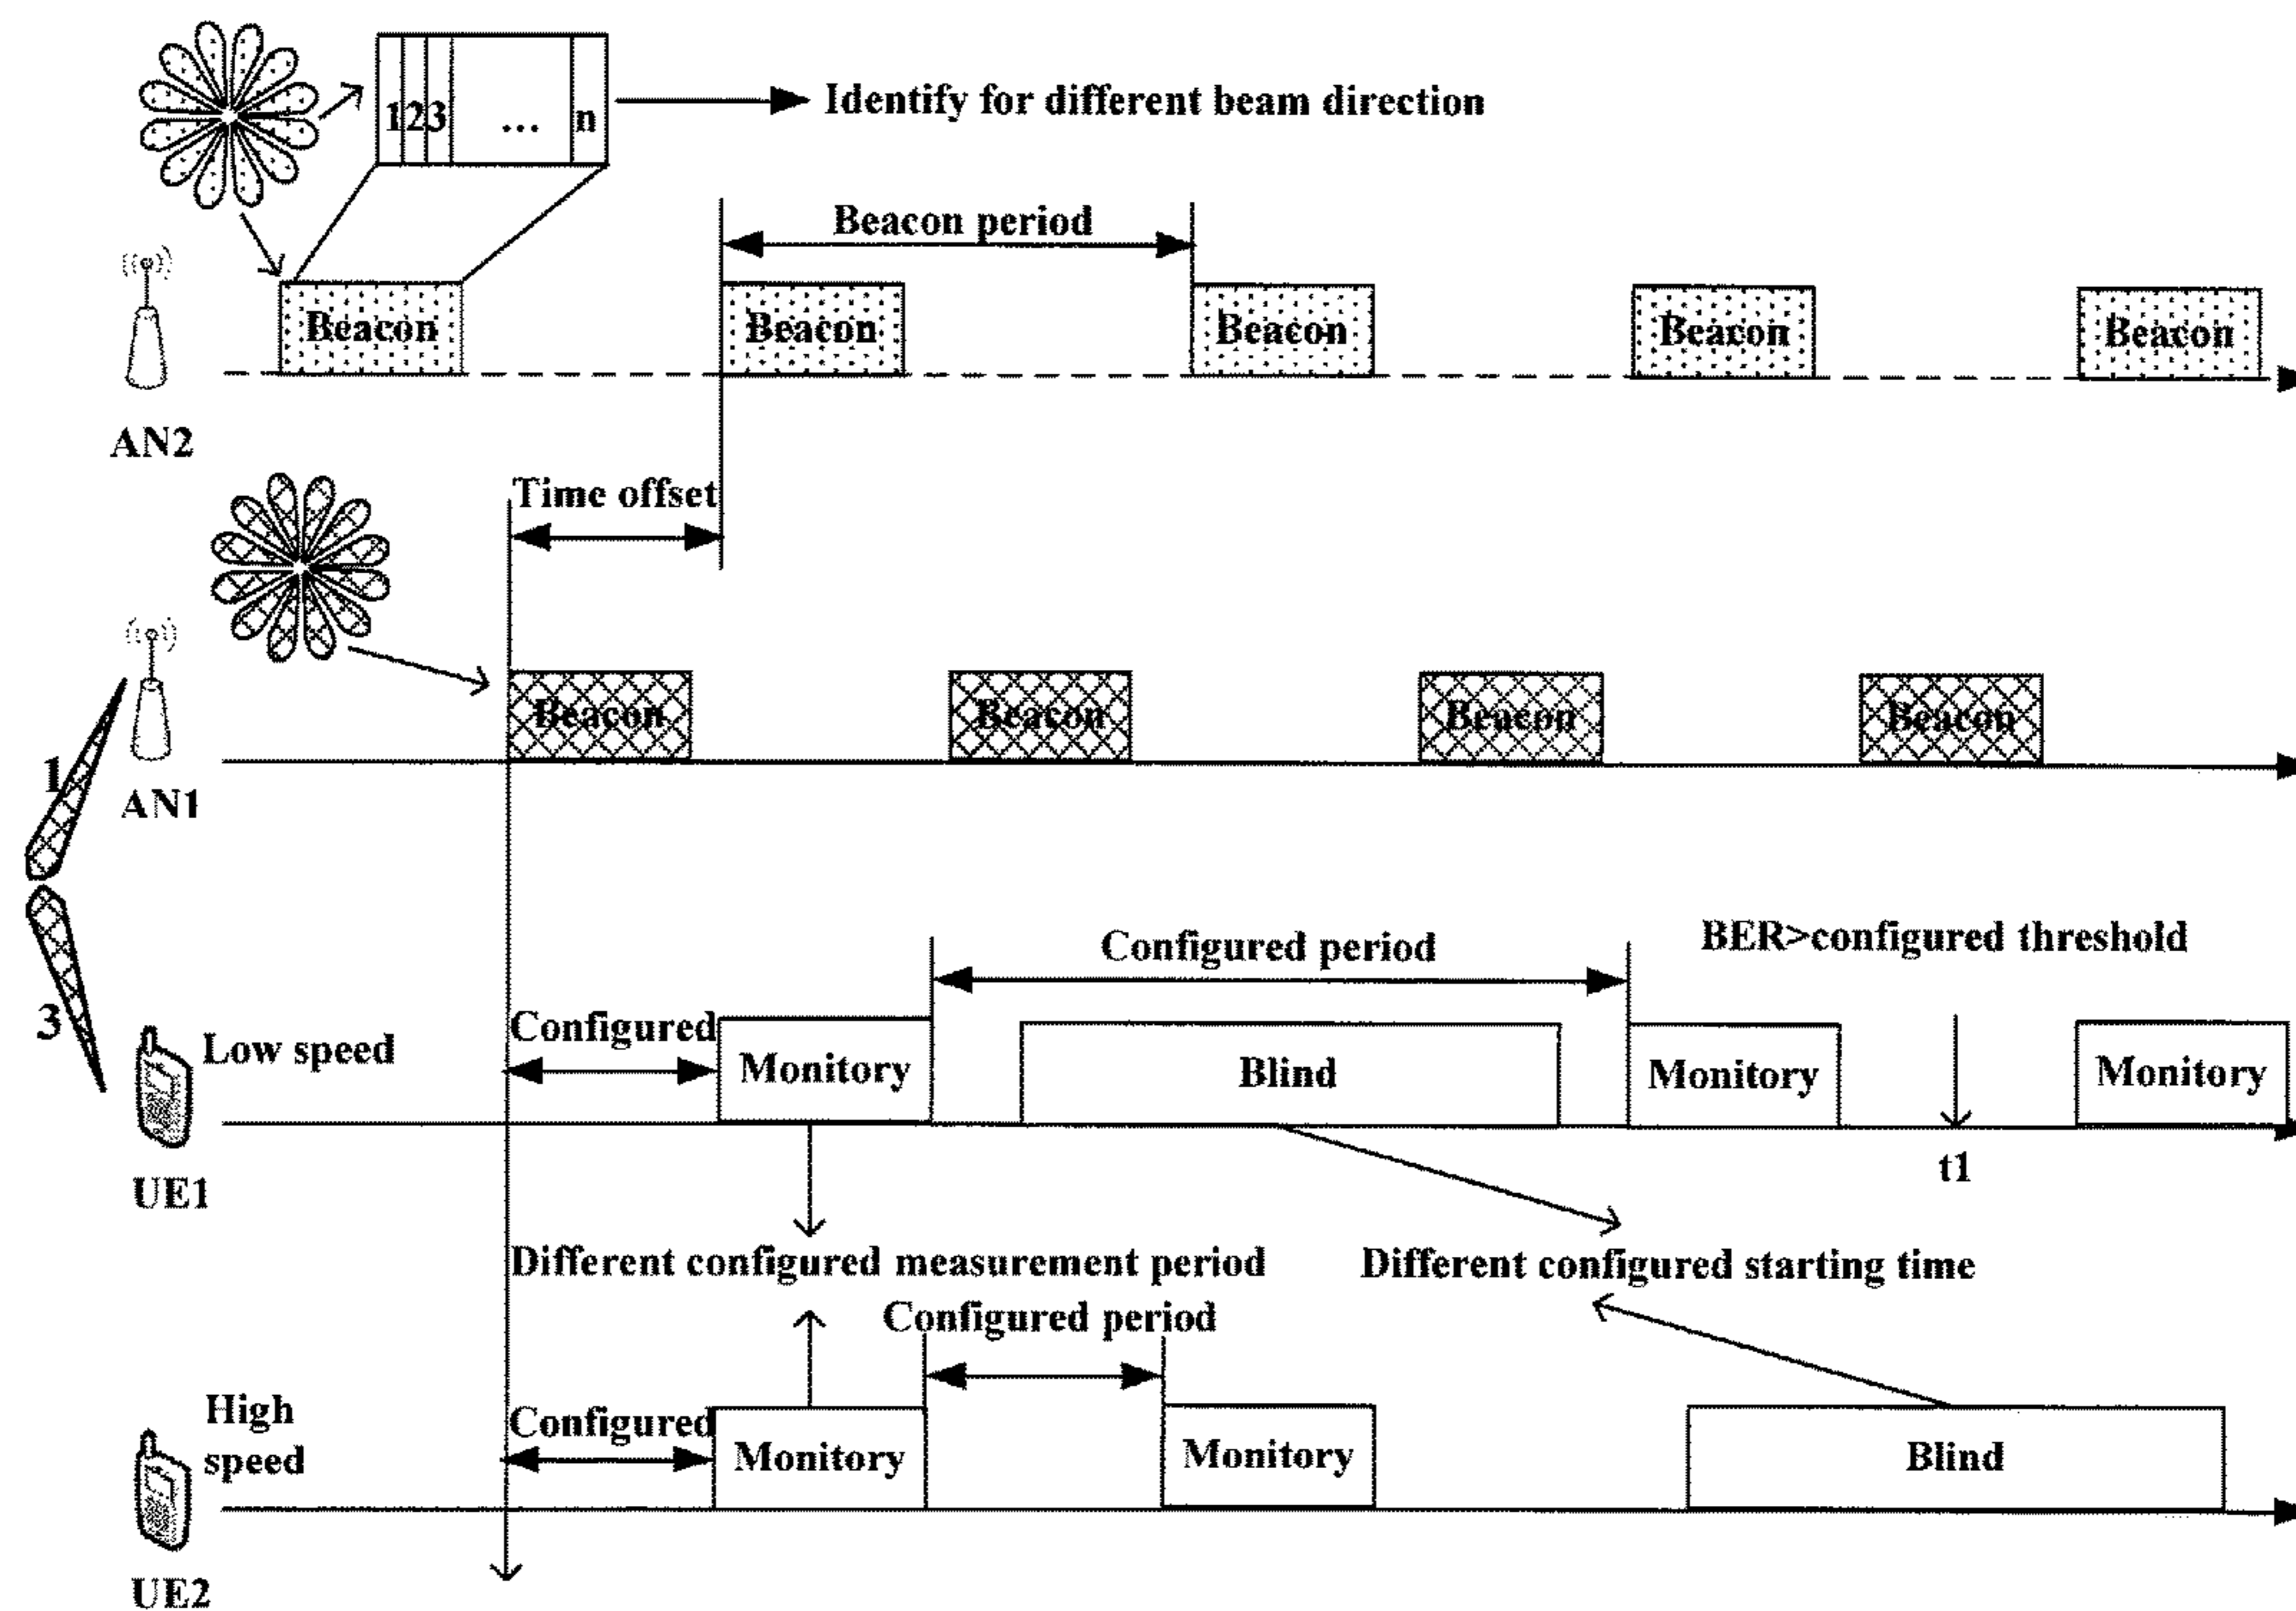 123 ... n
Identify for different beam direction
Beacon period
Beacon
Beacon
Beacon
Beacon
Beacon
AN2
Time offset
Beacon
Beacon
Beacon
Beacon
1
AN1
Configured period
BER>configured threshold
3
Low speed
Configured
Monitory
Blind
Monitory
Monitory
UE1
t1
Different configured measurement period
Different configured starting time
Configured period
High
speed
Configured
Monitory
Monitory
Blind
UE2